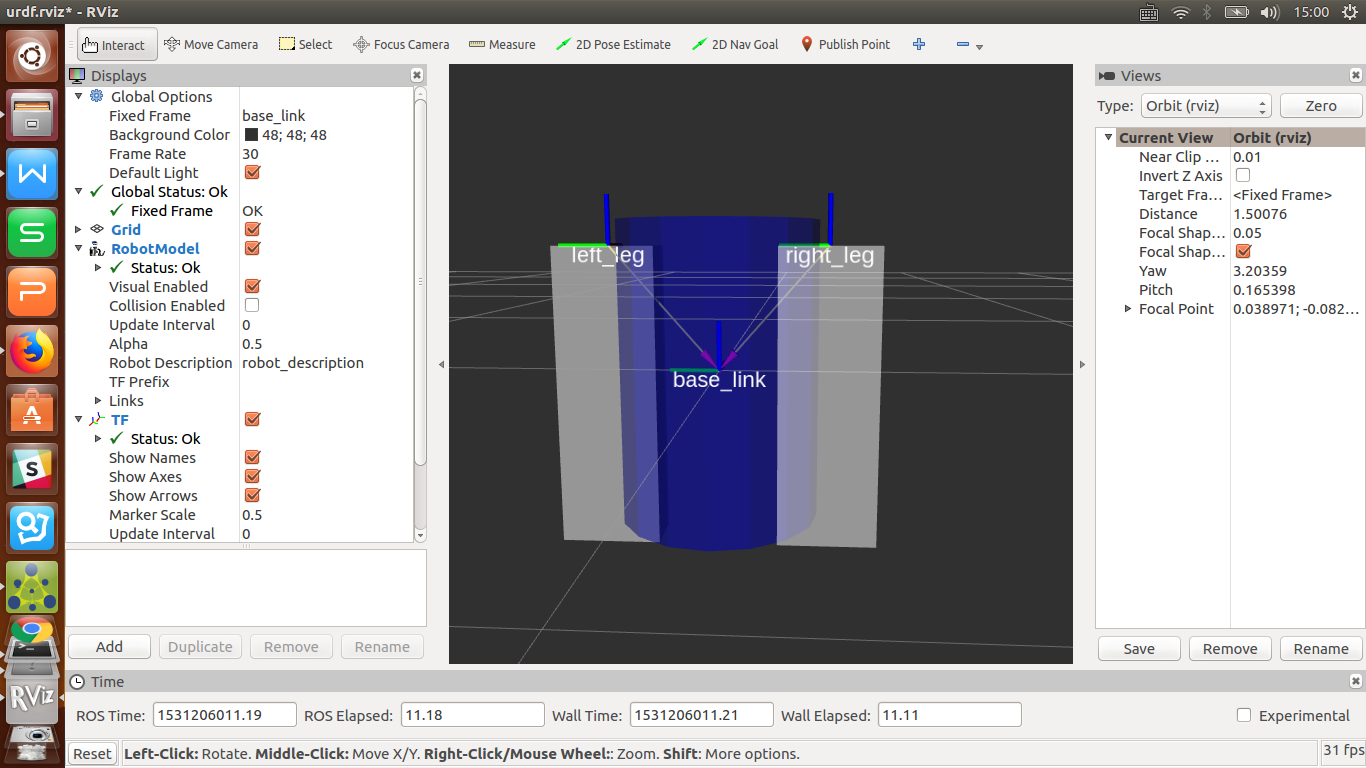 urdf.rviz* - RViz
15:00
Interact Move Camera Select Focus Camera Measure 2D Pose Estimate 2D Nav Goal Publish Point
Displays
Global Options
Fixed Frame base_link
Background Color 48; 48; 48
Frame Rate 30
Default Light
Global Status: Ok
Fixed Frame OK
Grid
RobotModel
Status: Ok
Visual Enabled
Collision Enabled
Update Interval 0
Alpha 0.5
Robot Description robot_description
TF Prefix
Links
TF
Status: Ok
Show Names
Show Axes
Show Arrows
Marker Scale 0.5
Update Interval 0
Add Duplicate Remove Rename
left_leg right_leg
base_link
Views
Type: Orbit (rviz) Zero
Current View Orbit (rviz)
Near Clip ... 0.01
Invert Z Axis
Target Fra... <Fixed Frame>
Distance 1.50076
Focal Shap... 0.05
Focal Shap...
Yaw 3.20359
Pitch 0.165398
Focal Point 0.038971; -0.082...
Save Remove Rename
Time
ROS Time: 1531206011.19 ROS Elapsed: 11.18 Wall Time: 1531206011.21 Wall Elapsed: 11.11 Experimental
Reset Left-Click: Rotate. Middle-Click: Move X/Y. Right-Click/Mouse Wheel:: Zoom. Shift: More options. 31 fps
W
S
P
A
S
RViz